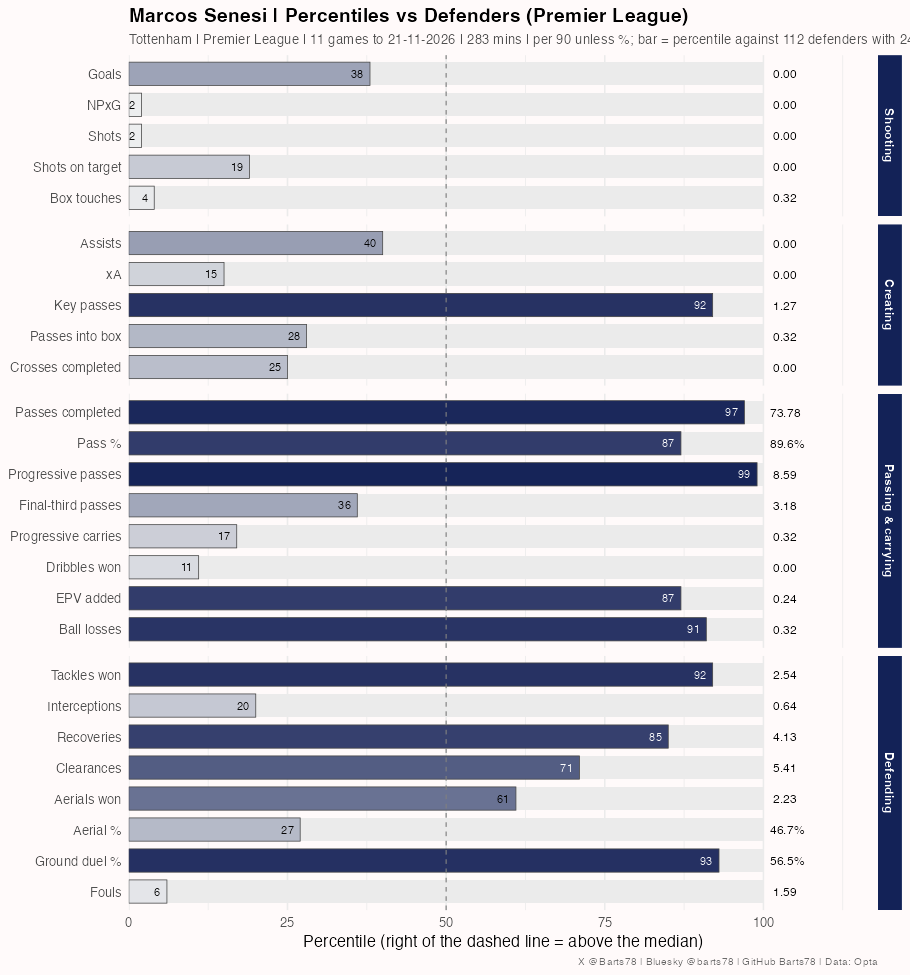 Marcos Senesi | Percentiles vs Defenders (Premier League)
Tottenham | Premier League | 11 games to 21-11-2026 | 283 mins | per 90 unless %; bar = percentile against 112 defenders with 24
Goals 38 0.00
NPxG 2 0.00
Shots 2 0.00
Shots on target 19 0.00
Box touches 4 0.32
Shooting
Assists 40 0.00
xA 15 0.00
Key passes 92 1.27
Passes into box 28 0.32
Crosses completed 25 0.00
Creating
Passes completed 97 73.78
Pass % 87 89.6%
Progressive passes 99 8.59
Final-third passes 36 3.18
Progressive carries 17 0.32
Dribbles won 11 0.00
EPV added 87 0.24
Ball losses 91 0.32
Passing & carrying
Tackles won 92 2.54
Interceptions 20 0.64
Recoveries 85 4.13
Clearances 71 5.41
Aerials won 61 2.23
Aerial % 27 46.7%
Ground duel % 93 56.5%
Fouls 6 1.59
Defending
0 25 50 75 100
Percentile (right of the dashed line = above the median)
X @Barts78 | Bluesky @barts78 | GitHub Barts78 | Data: Opta